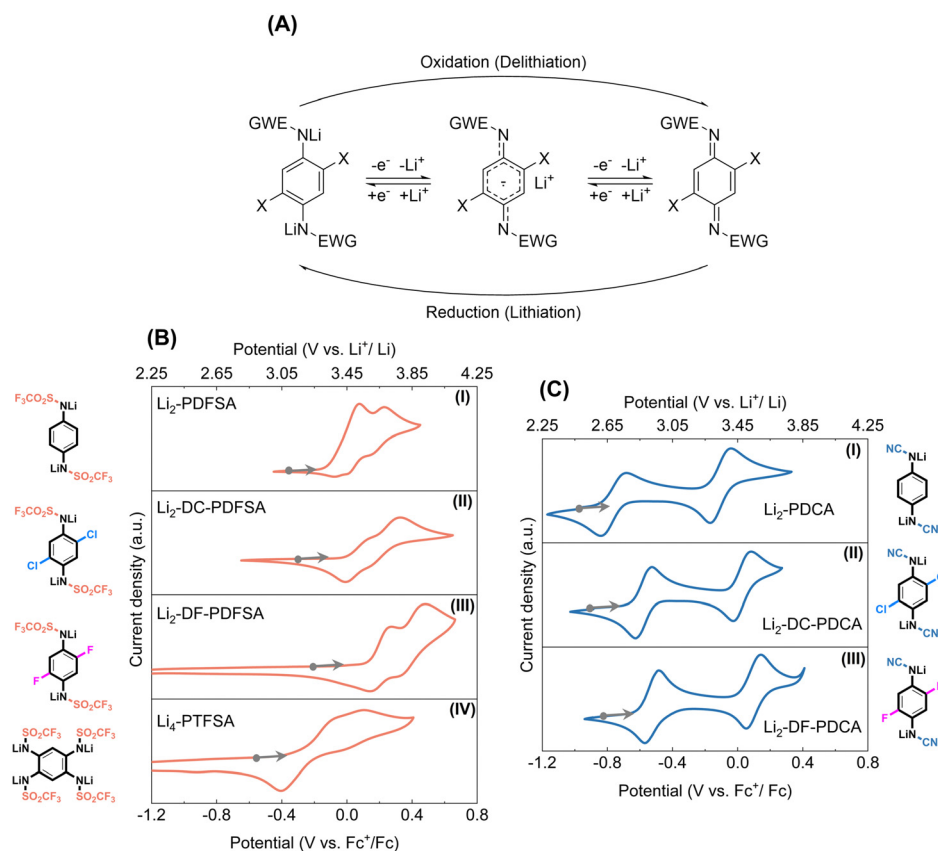 (A)
Oxidation (Delithiation)
GWE NLi X X LiN EWG
-e⁻ -Li⁺
+e⁻ +Li⁺
GWE N X X Li⁺ N EWG
-
-e⁻ -Li⁺
+e⁻ +Li⁺
GWE N X X N EWG
Reduction (Lithiation)
(B)
Potential (V vs. Li⁺/ Li)
2.25 2.65 3.05 3.45 3.85 4.25
Current density (a.u.)
F₃CO₂S NLi LiN SO₂CF₃
Li₂-PDFSA (I)
F₃CO₂S NLi Cl Cl LiN SO₂CF₃
Li₂-DC-PDFSA (II)
F₃CO₂S NLi F F LiN SO₂CF₃
Li₂-DF-PDFSA (III)
SO₂CF₃ SO₂CF₃
LiN NLi
LiN NLi
SO₂CF₃ SO₂CF₃
Li₄-PTFSA (IV)
-1.2 -0.8 -0.4 0.0 0.4 0.8
Potential (V vs. Fc⁺/Fc)
(C)
Potential (V vs. Li⁺/ Li)
2.25 2.65 3.05 3.45 3.85 4.25
Current density (a.u.)
(I)
Li₂-PDCA
NC NLi LiN CN
(II)
Li₂-DC-PDCA
NC NLi Cl LiN CN
(III)
Li₂-DF-PDCA
NC NLi F LiN CN
-1.2 -0.8 -0.4 0.0 0.4 0.8
Potential (V vs. Fc⁺/ Fc)